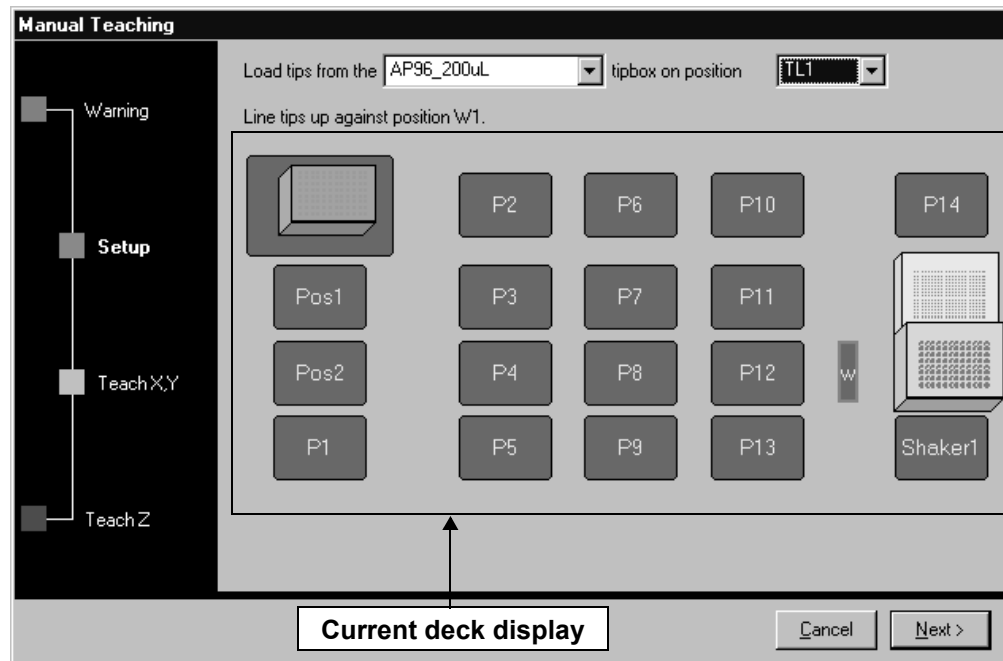 Manual Teaching
Load tips from the AP96_200uL tipbox on position TL1
Warning
Line tips up against position W1.
P2 P6 P10 P14
Setup
Pos1 P3 P7 P11
Teach X,Y
Pos2 P4 P8 P12 W
P1 P5 P9 P13 Shaker1
Teach Z
Current deck display
Cancel Next >